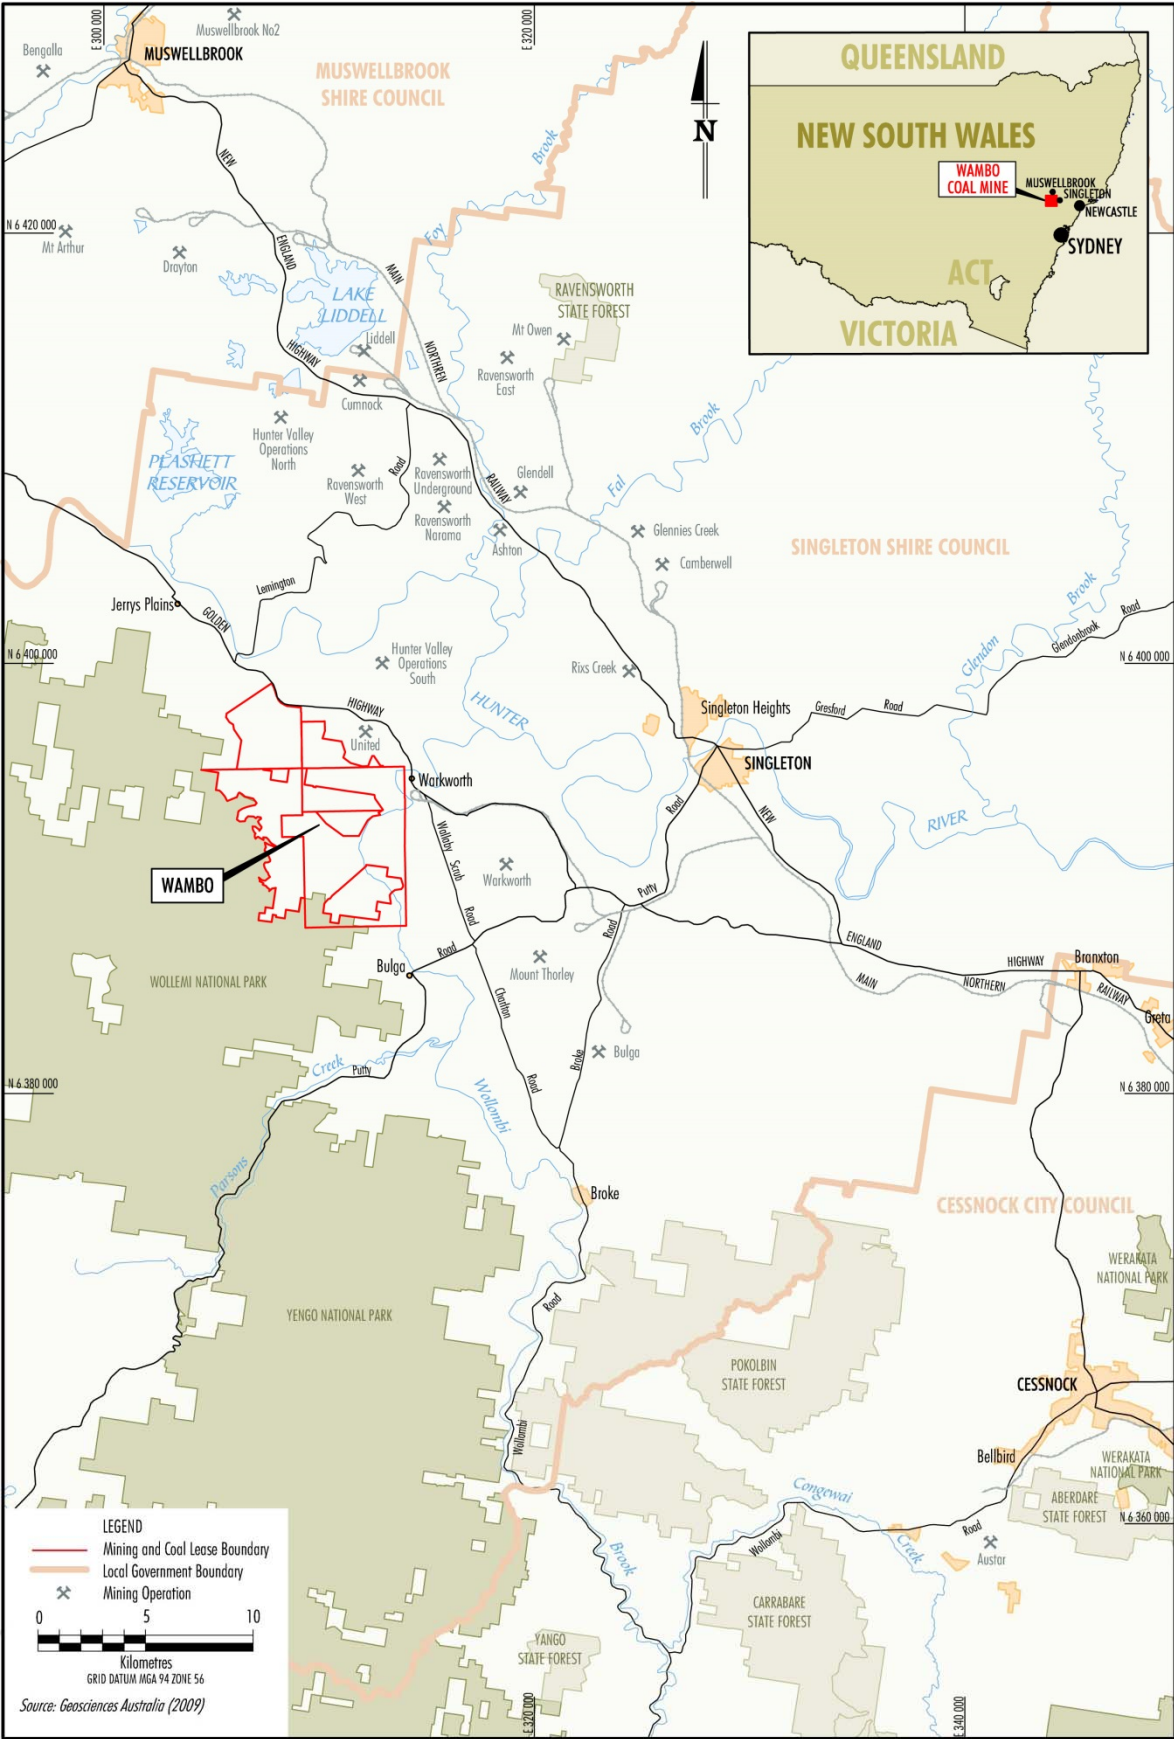 E 300 000
E 320 000
Muswellbrook No2
Bengalla
MUSWELLBROOK
MUSWELLBROOK
SHIRE COUNCIL
N
QUEENSLAND
NEW SOUTH WALES
WAMBO
COAL MINE
MUSWELLBROOK
SINGLETON
NEWCASTLE
SYDNEY
ACT
VICTORIA
NEW
Brook
Foy
N 6 420 000
Mt Arthur
Drayton
ENGLAND
MAIN
LAKE
LIDDELL
RAVENSWORTH
STATE FOREST
Mt Owen
Liddell
HIGHWAY
NORTHREN
Ravensworth
East
Cumnock
Brook
Hunter Valley
Operations
North
PLASHETT
RESERVOIR
Road
Ravensworth
West
Ravensworth
Underground
RAILWAY
Glendell
Fal
Ravensworth
Narama
Ashton
Glennies Creek
Camberwell
SINGLETON SHIRE COUNCIL
Lemington
Brook
Jerrys Plains
GOLDEN
Road
Glendonbrook
Glendon
N 6 400 000
N 6 400 000
Hunter Valley
Operations
South
Rixs Creek
HIGHWAY
HUNTER
Singleton Heights
Gresford
Road
United
SINGLETON
Warkworth
Road
NEW
RIVER
Wallaby
Scrub
Road
WAMBO
Warkworth
Putty
Road
ENGLAND
Road
HIGHWAY
Branxton
Bulga
Mount Thorley
WOLLEMI NATIONAL PARK
MAIN
NORTHERN
RAILWAY
Greta
Charlton
Road
Broke
Bulga
Creek
Putty
N 6 380 000
N 6 380 000
Wollombi
Parsons
Broke
CESSNOCK CITY COUNCIL
WERAKATA
NATIONAL PARK
YENGO NATIONAL PARK
Road
POKOLBIN
STATE FOREST
CESSNOCK
Wollombi
Bellbird
WERAKATA
NATIONAL PARK
Congewai
ABERDARE
STATE FOREST
N 6 360 000
Road
Wollombi
Creek
Austar
Brook
CARRABARE
STATE FOREST
YANGO
STATE FOREST
LEGEND
Mining and Coal Lease Boundary
Local Government Boundary
Mining Operation
0 5 10
Kilometres
GRID DATUM MGA 94 ZONE 56
Source: Geosciences Australia (2009)
E 320 000
E 340 000